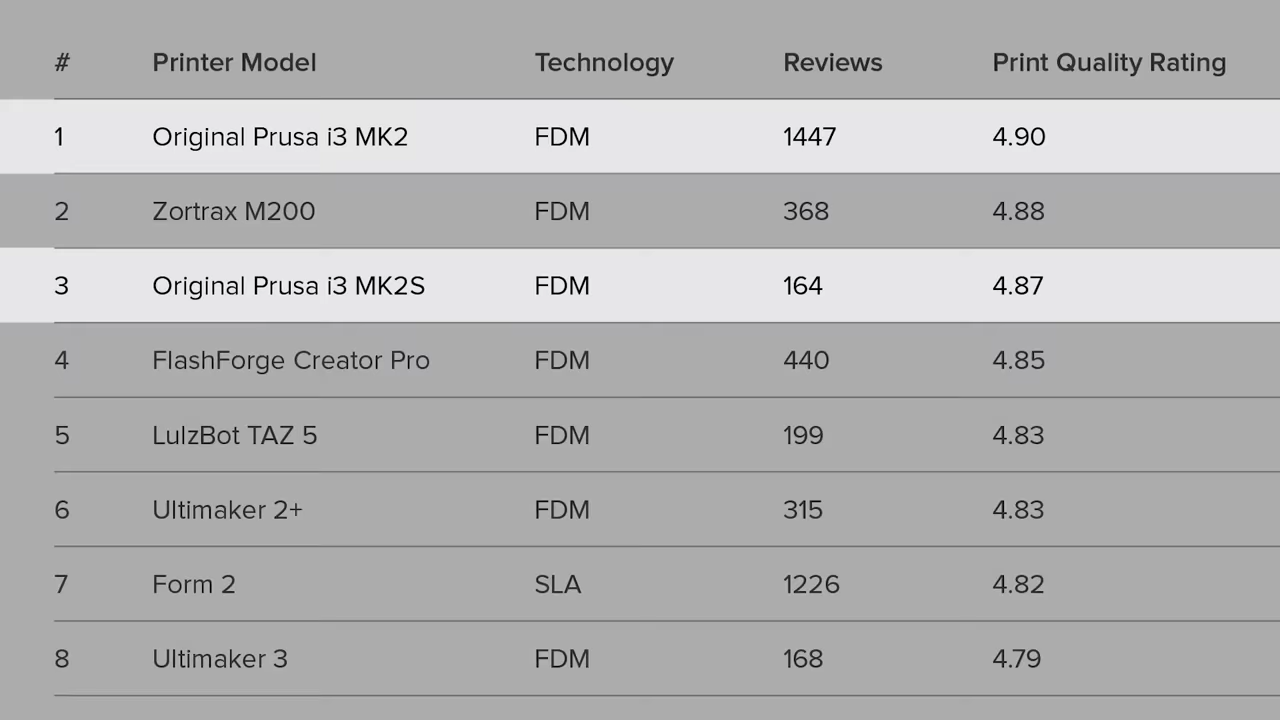 # Printer Model Technology Reviews Print Quality Rating
1 Original Prusa i3 MK2 FDM 1447 4.90
2 Zortrax M200 FDM 368 4.88
3 Original Prusa i3 MK2S FDM 164 4.87
4 FlashForge Creator Pro FDM 440 4.85
5 LulzBot TAZ 5 FDM 199 4.83
6 Ultimaker 2+ FDM 315 4.83
7 Form 2 SLA 1226 4.82
8 Ultimaker 3 FDM 168 4.79